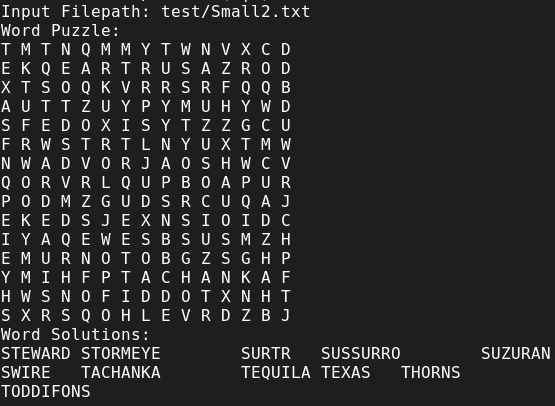 Input Filepath: test/Small2.txt
Word Puzzle:
T M T N Q M M Y T W N V X C D
E K Q E A R T R U S A Z R O D
X T S O Q K V R R S R F Q Q B
A U T T Z U Y P Y M U H Y W D
S F E D O X I S Y T Z Z G C U
F R W S T R T L N Y U X T M W
N W A D V O R J A O S H W C V
Q O R V R L Q U P B O A P U R
P O D M Z G U D S R C U Q A J
E K E D S J E X N S I O I D C
I Y A Q E W E S B S U S M Z H
E M U R N O T O B G Z S G H P
Y M I H F P T A C H A N K A F
H W S N O F I D D O T X N H T
S X R S Q O H L E V R D Z B J
Word Solutions:
STEWARD STORMEYE SURTR SUSSURRO SUZURAN
SWIRE TACHANKA TEQUILA TEXAS THORNS
TODDIFONS